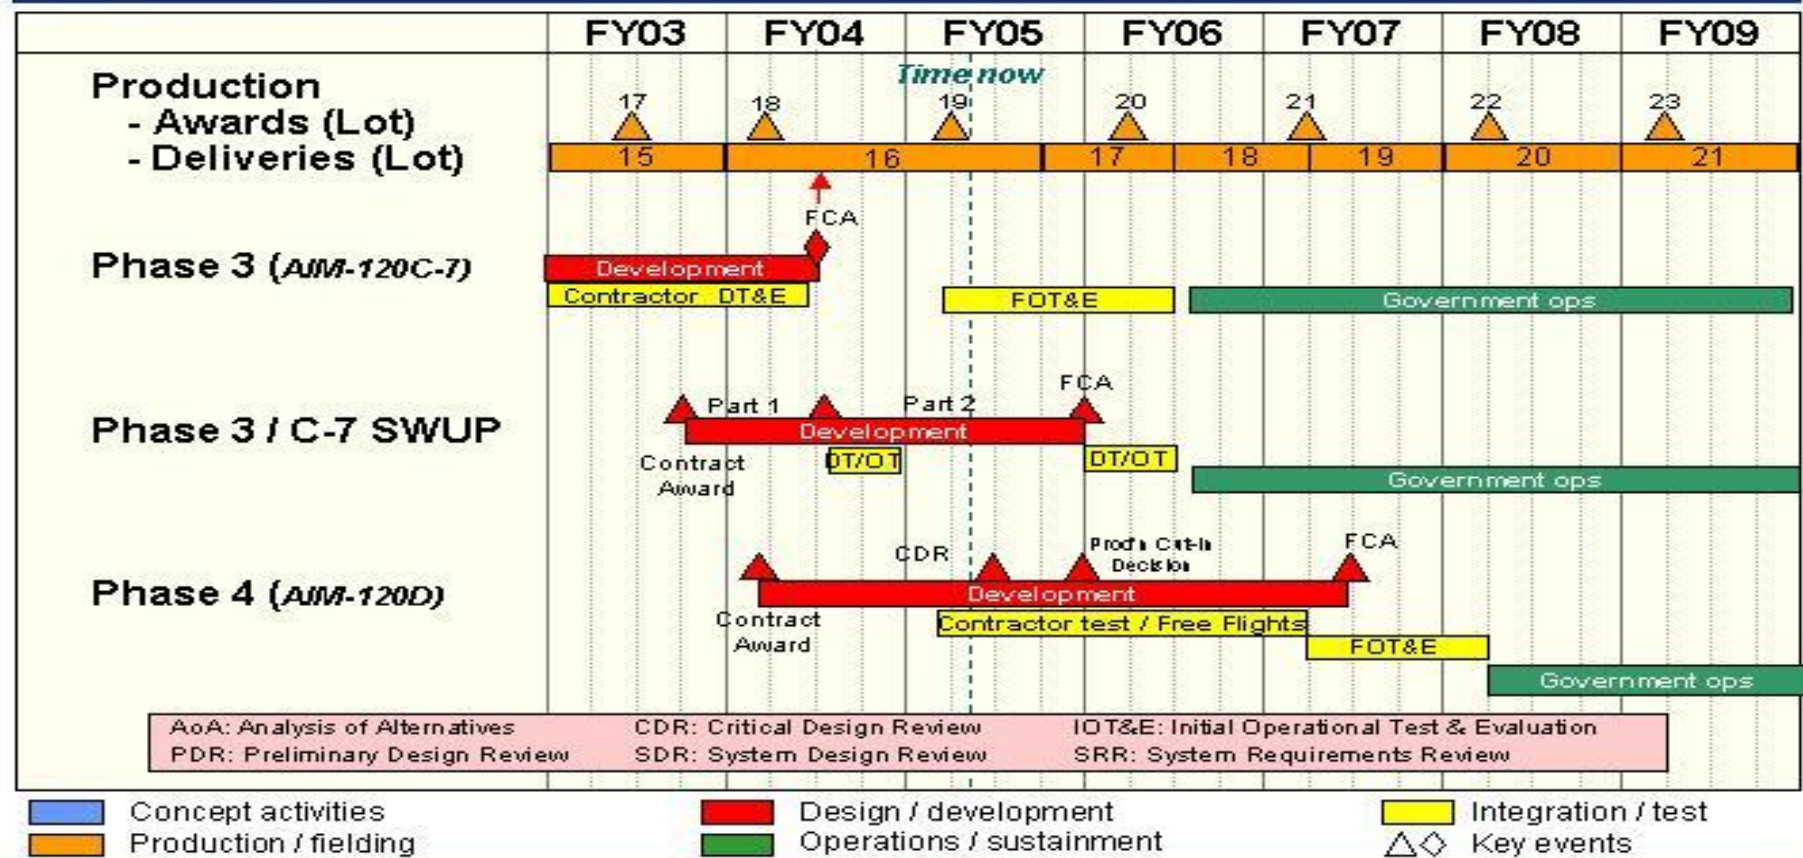 FY03 FY04 FY05 FY06 FY07 FY08 FY09
Time now
Production
- Awards (Lot)
17 18 19 20 21 22 23
- Deliveries (Lot)
15 16 17 18 19 20 21
FCA
Phase 3 (AIM-120C-7)
Development
Contractor DT&E
FOT&E
Government ops
FCA
Part 1
Part 2
Phase 3 / C-7 SWUP
Development
DT/OT
DT/OT
Contract
Award
Government ops
CDR
Prod'n Cut-In
Decision
FCA
Phase 4 (AIM-120D)
Development
Contract
Award
Contractor test / Free Flights
FOT&E
Government ops
AoA: Analysis of Alternatives CDR: Critical Design Review IOT&E: Initial Operational Test & Evaluation
PDR: Preliminary Design Review SDR: System Design Review SRR: System Requirements Review
Concept activities Design / development Integration / test
Production / fielding Operations / sustainment Key events